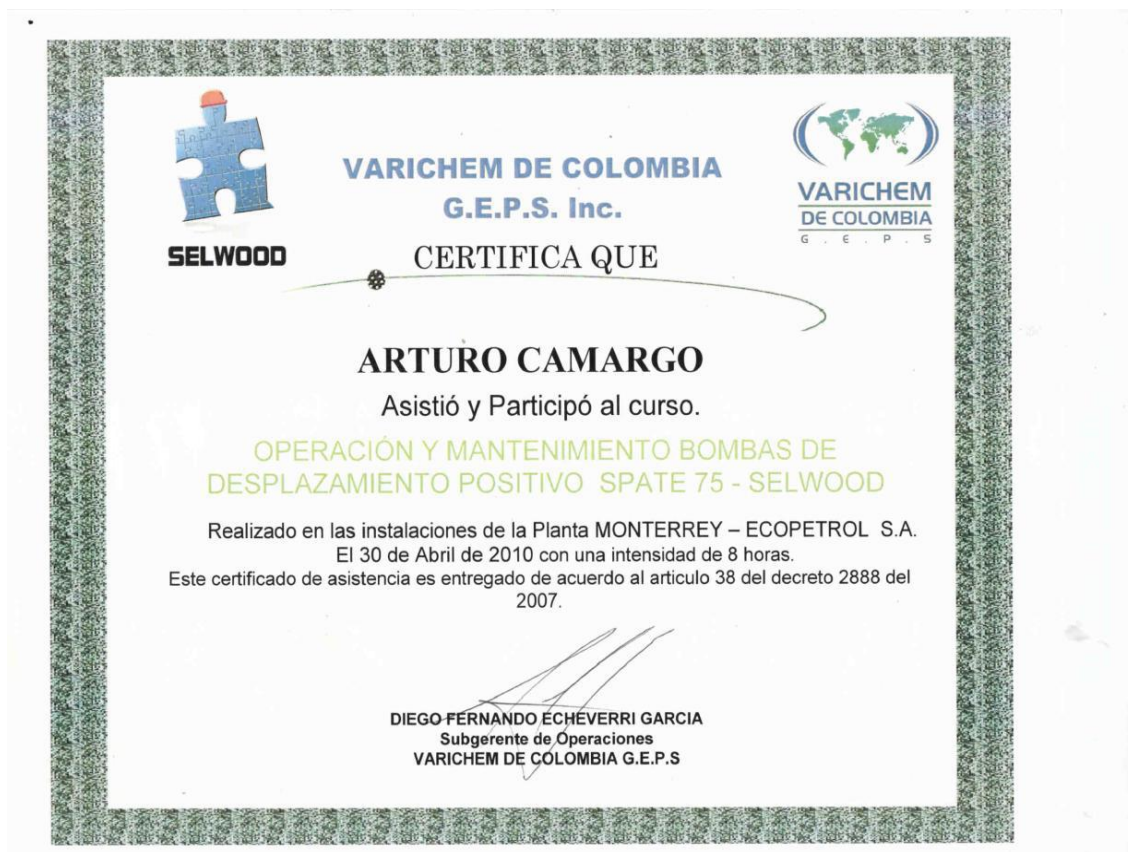 VARICHEM DE COLOMBIA
G.E.P.S. Inc.
SELWOOD
VARICHEM
DE COLOMBIA
G . E . P . S
CERTIFICA QUE
ARTURO CAMARGO
Asistió y Participó al curso.
OPERACIÓN Y MANTENIMIENTO BOMBAS DE
DESPLAZAMIENTO POSITIVO SPATE 75 - SELWOOD
Realizado en las instalaciones de la Planta MONTERREY – ECOPETROL S.A.
El 30 de Abril de 2010 con una intensidad de 8 horas.
Este certificado de asistencia es entregado de acuerdo al articulo 38 del decreto 2888 del
2007.
DIEGO FERNANDO ECHEVERRI GARCIA
Subgerente de Operaciones
VARICHEM DE COLOMBIA G.E.P.S